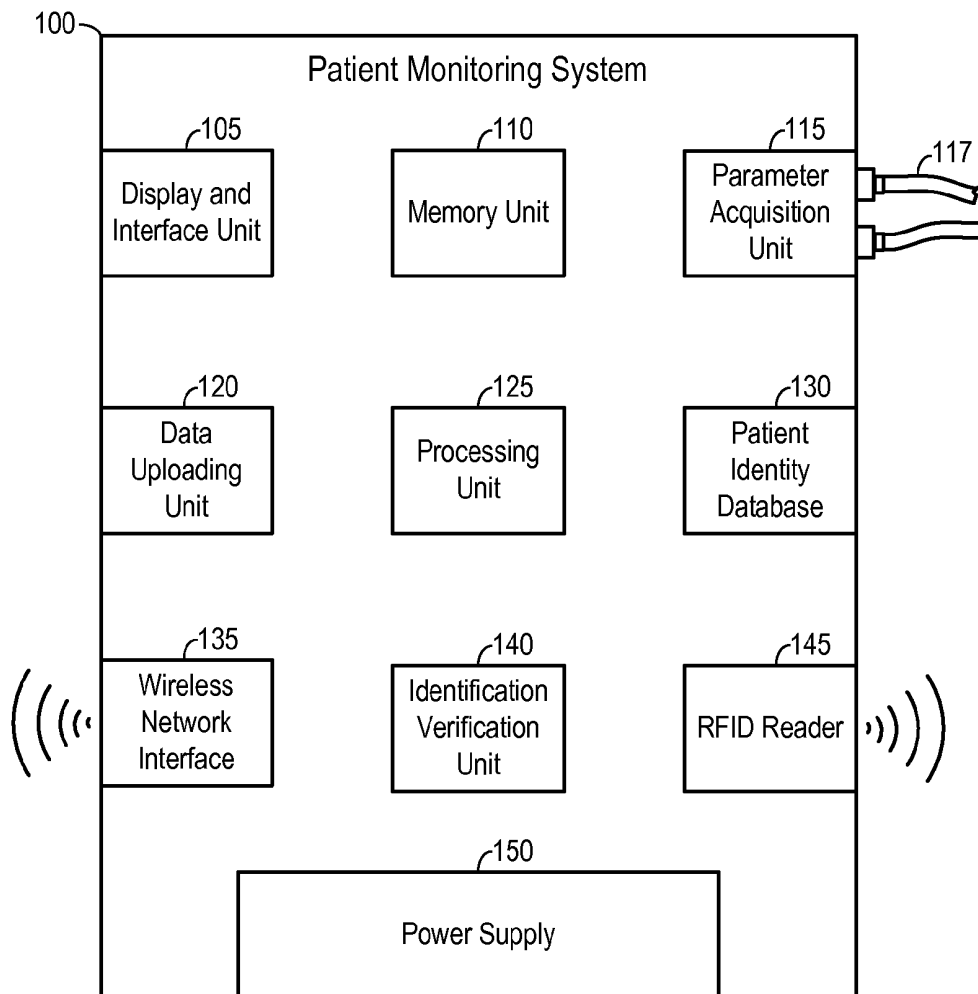 100
Patient Monitoring System
105
Display and
Interface Unit
110
Memory Unit
115
Parameter
Acquisition
Unit
117
120
Data
Uploading
Unit
125
Processing
Unit
130
Patient
Identity
Database
135
Wireless
Network
Interface
140
Identification
Verification
Unit
145
RFID Reader
150
Power Supply